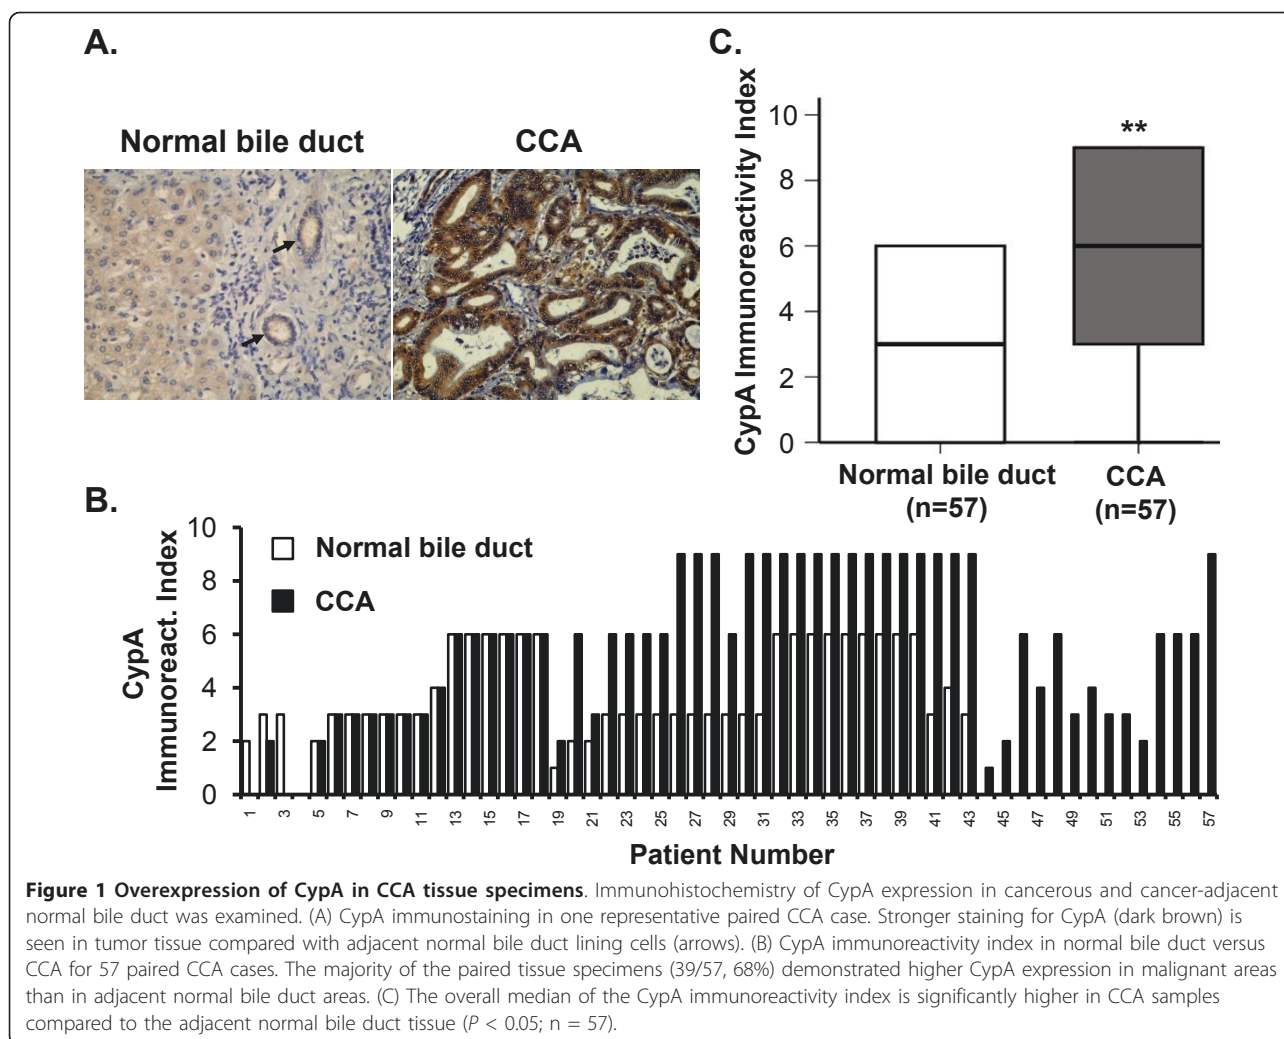 A.
Normal bile duct
CCA
C.
CypA Immunoreactivity Index
10
8
6
4
2
0
**
Normal bile duct
(n=57)
CCA
(n=57)
B.
CypA
Immunoreact. Index
10
8
6
4
2
0
Normal bile duct
CCA
1 3 5 7 9 11 13 15 17 19 21 23 25 27 29 31 33 35 37 39 41 43 45 47 49 51 53 55 57
Patient Number
Figure 1 Overexpression of CypA in CCA tissue specimens. Immunohistochemistry of CypA expression in cancerous and cancer-adjacent
normal bile duct was examined. (A) CypA immunostaining in one representative paired CCA case. Stronger staining for CypA (dark brown) is
seen in tumor tissue compared with adjacent normal bile duct lining cells (arrows). (B) CypA immunoreactivity index in normal bile duct versus
CCA for 57 paired CCA cases. The majority of the paired tissue specimens (39/57, 68%) demonstrated higher CypA expression in malignant areas
than in adjacent normal bile duct areas. (C) The overall median of the CypA immunoreactivity index is significantly higher in CCA samples
compared to the adjacent normal bile duct tissue (P < 0.05; n = 57).